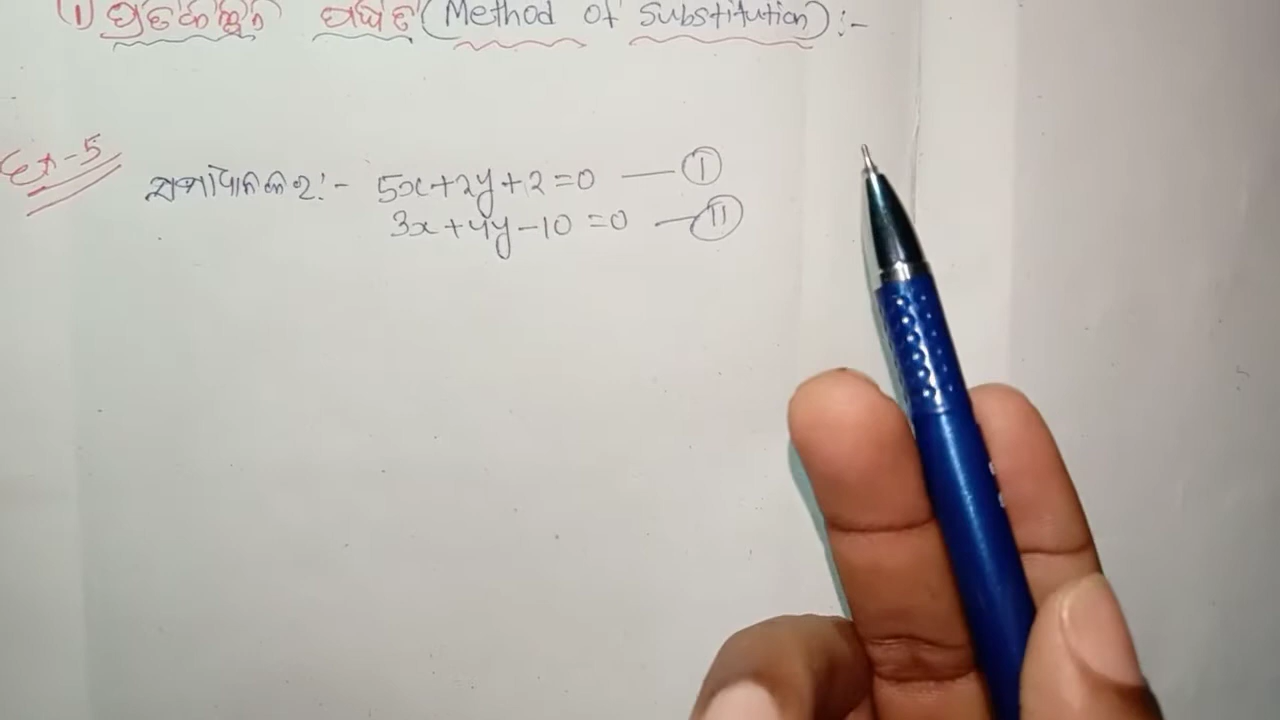 ① ପ୍ରତିକଳ୍ପନ ପଦ୍ଧତି (Method of Substitution) :-
Ex-5
ସମାଧାନ କର :- 5x+2y+2=0 — Ⓘ
3x+4y-10=0 — Ⓘⓘ